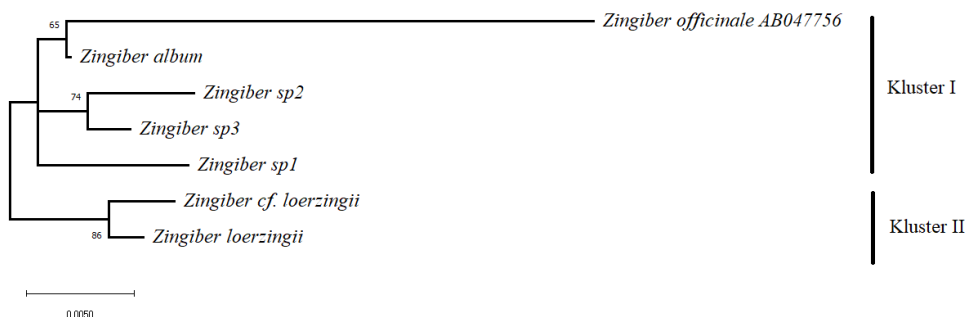 65
Zingiber officinale AB047756
Zingiber album
Kluster I
74
Zingiber sp2
Zingiber sp3
Zingiber sp1
Zingiber cf. loerzingii
Kluster II
86
Zingiber loerzingii
0.0050